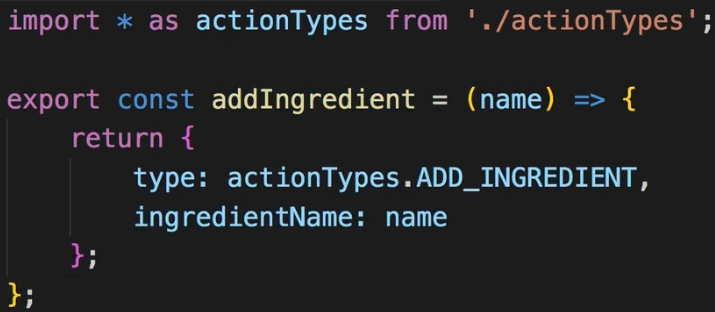 import * as actionTypes from './actionTypes';
export const addIngredient = (name) => {
return {
type: actionTypes.ADD_INGREDIENT,
ingredientName: name
};
};